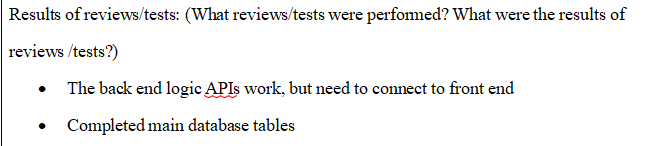 Results of reviews/tests: (What reviews/tests were performed? What were the results of
reviews /tests?)
• The back end logic APIs work, but need to connect to front end
• Completed main database tables